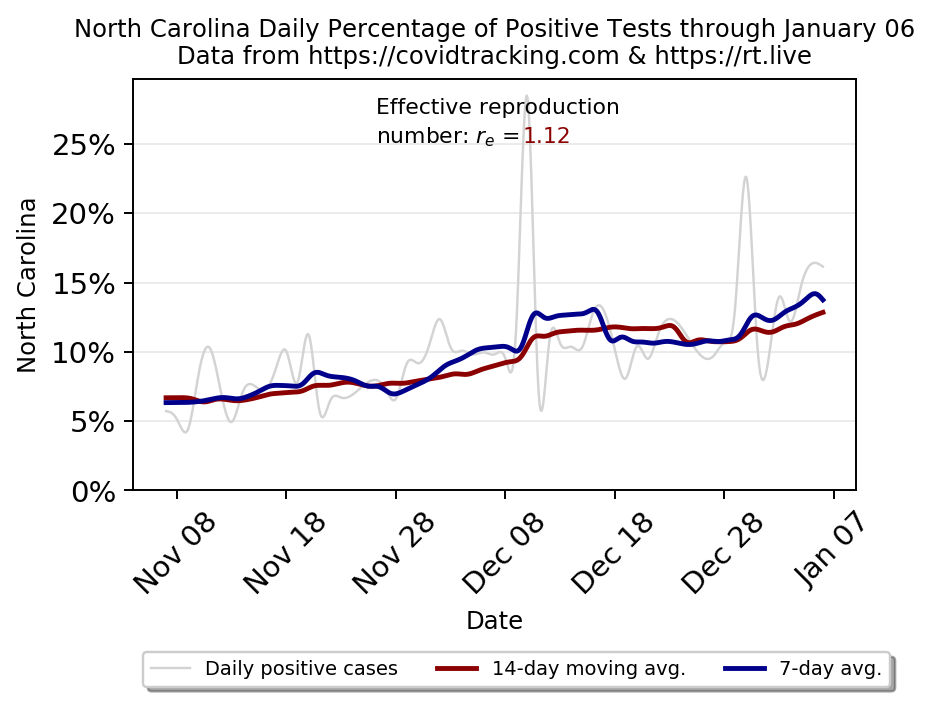 North Carolina Daily Percentage of Positive Tests through January 06
Data from https://covidtracking.com & https://rt.live
Effective reproduction
number: rₑ = 1.12
25%
20%
15%
10%
5%
0%
North Carolina
Nov 08
Nov 18
Nov 28
Dec 08
Dec 18
Dec 28
Jan 07
Date
Daily positive cases
14-day moving avg.
7-day avg.